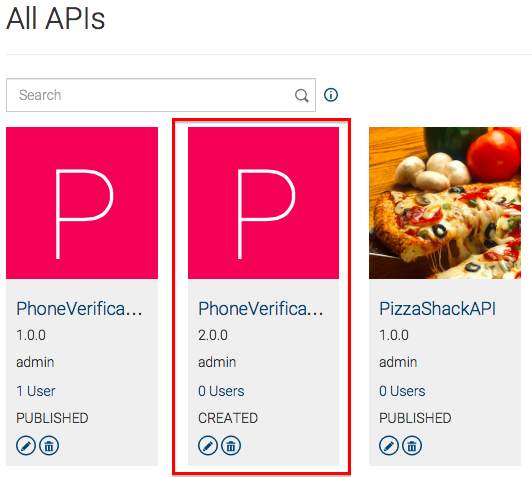 All APIs
Search
P
PhoneVerifica...
1.0.0
admin
1 User
PUBLISHED
P
PhoneVerifica...
2.0.0
admin
0 Users
CREATED
PizzaShackAPI
1.0.0
admin
0 Users
PUBLISHED